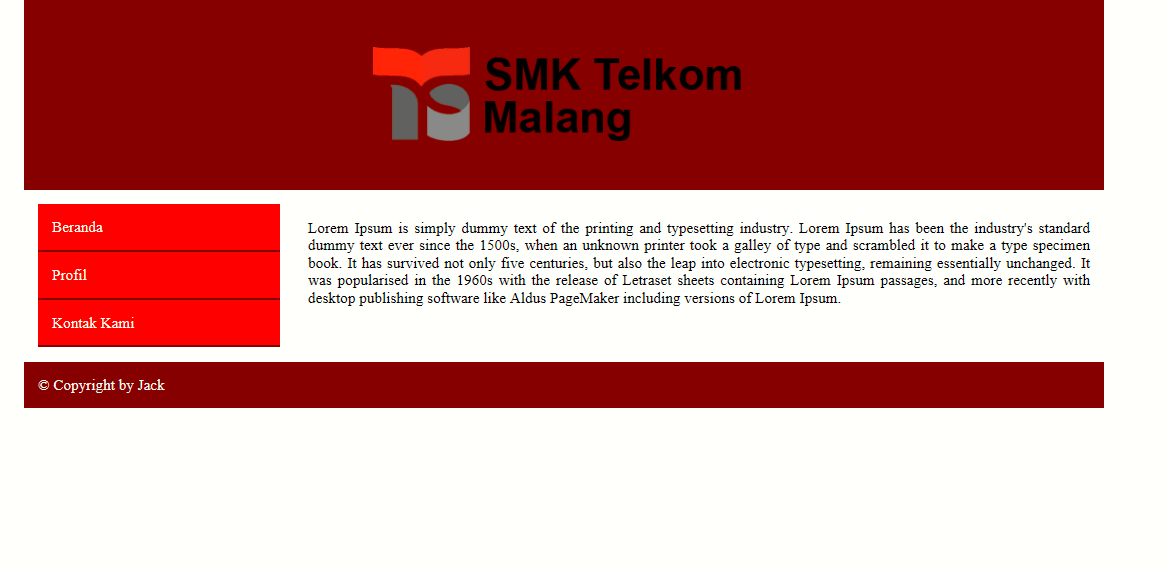 SMK Telkom
Malang
Beranda
Profil
Kontak Kami
Lorem Ipsum is simply dummy text of the printing and typesetting industry. Lorem Ipsum has been the industry's standard
dummy text ever since the 1500s, when an unknown printer took a galley of type and scrambled it to make a type specimen
book. It has survived not only five centuries, but also the leap into electronic typesetting, remaining essentially unchanged. It
was popularised in the 1960s with the release of Letraset sheets containing Lorem Ipsum passages, and more recently with
desktop publishing software like Aldus PageMaker including versions of Lorem Ipsum.
© Copyright by Jack